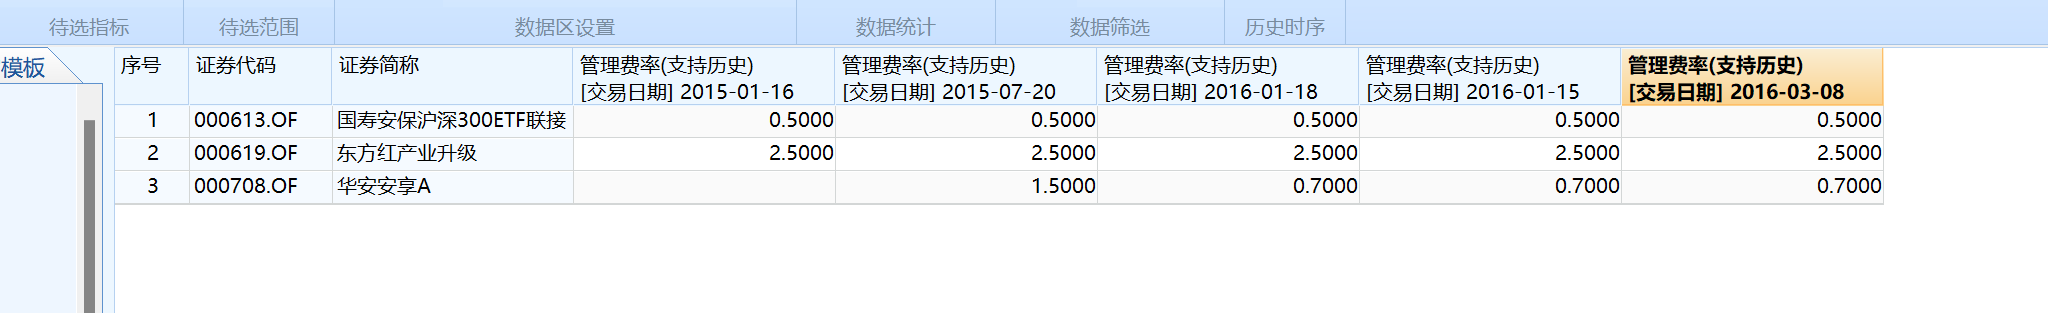 待选指标 待选范围 数据区设置 数据统计 数据筛选 历史时序
模板
序号 证券代码 证券简称 管理费率(支持历史) 管理费率(支持历史) 管理费率(支持历史) 管理费率(支持历史) 管理费率(支持历史)
[交易日期] 2015-01-16 [交易日期] 2015-07-20 [交易日期] 2016-01-18 [交易日期] 2016-01-15 [交易日期] 2016-03-08
1 000613.OF 国寿安保沪深300ETF联接 0.5000 0.5000 0.5000 0.5000 0.5000
2 000619.OF 东方红产业升级 2.5000 2.5000 2.5000 2.5000 2.5000
3 000708.OF 华安安享A 1.5000 0.7000 0.7000 0.7000